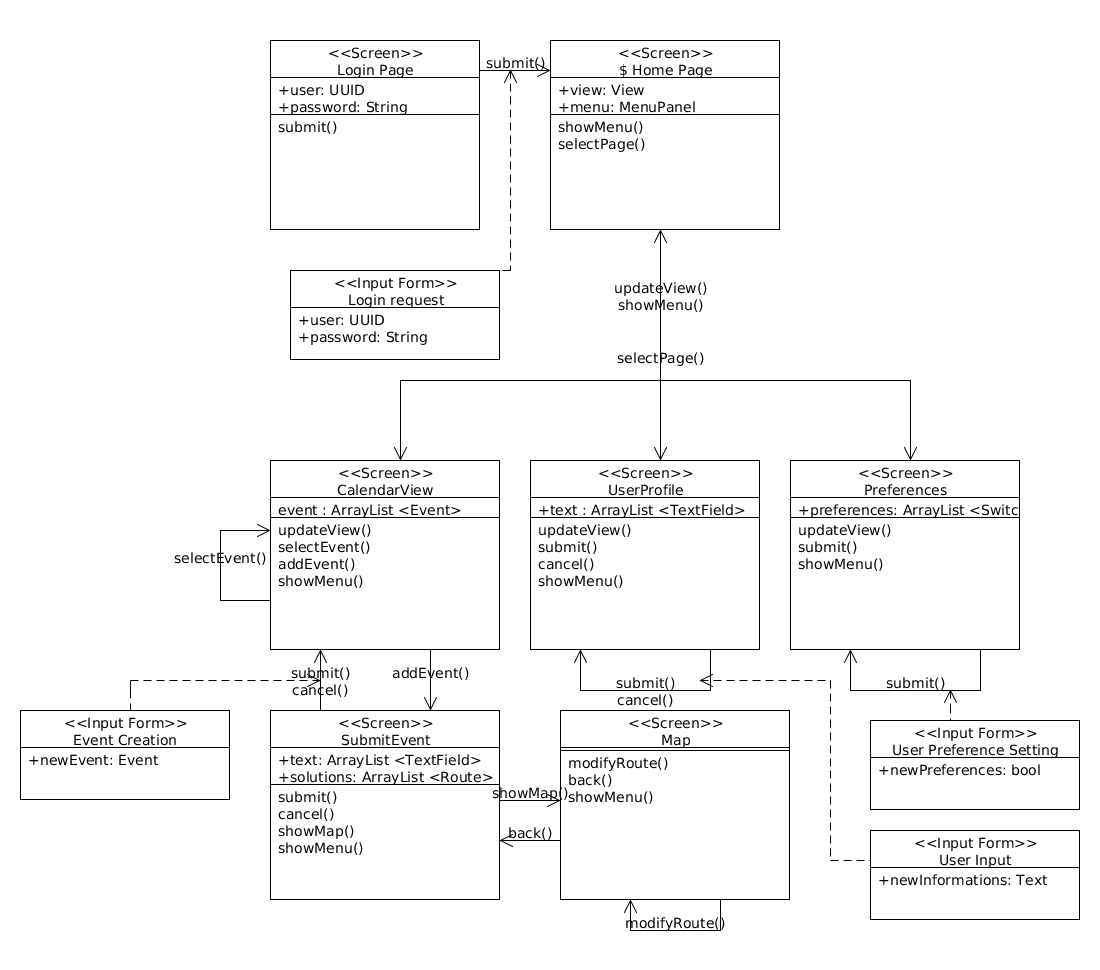 <<Screen>>
Login Page
+user: UUID
+password: String
submit()
submit()
<<Screen>>
$ Home Page
+view: View
+menu: MenuPanel
showMenu()
selectPage()
<<Input Form>>
Login request
+user: UUID
+password: String
updateView()
showMenu()
selectPage()
<<Screen>>
CalendarView
event : ArrayList <Event>
updateView()
selectEvent()
addEvent()
showMenu()
selectEvent()
<<Screen>>
UserProfile
+text : ArrayList <TextField>
updateView()
submit()
cancel()
showMenu()
<<Screen>>
Preferences
+preferences: ArrayList <Switc
updateView()
submit()
showMenu()
submit()
cancel()
addEvent()
submit()
cancel()
submit()
<<Input Form>>
Event Creation
+newEvent: Event
<<Screen>>
SubmitEvent
+text: ArrayList <TextField>
+solutions: ArrayList <Route>
submit()
cancel()
showMap()
showMenu()
showMap()
back()
<<Screen>>
Map
modifyRoute()
back()
showMenu()
modifyRoute()
<<Input Form>>
User Preference Setting
+newPreferences: bool
<<Input Form>>
User Input
+newInformations: Text